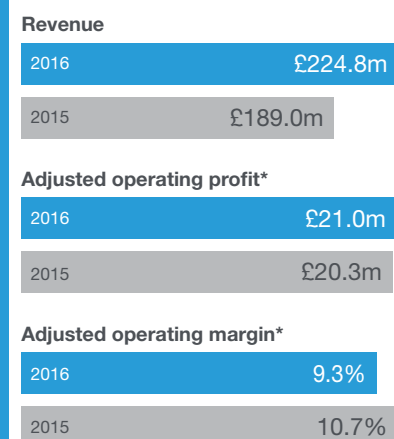 Revenue
2016 £224.8m
2015 £189.0m
Adjusted operating profit*
2016 £21.0m
2015 £20.3m
Adjusted operating margin*
2016 9.3%
2015 10.7%